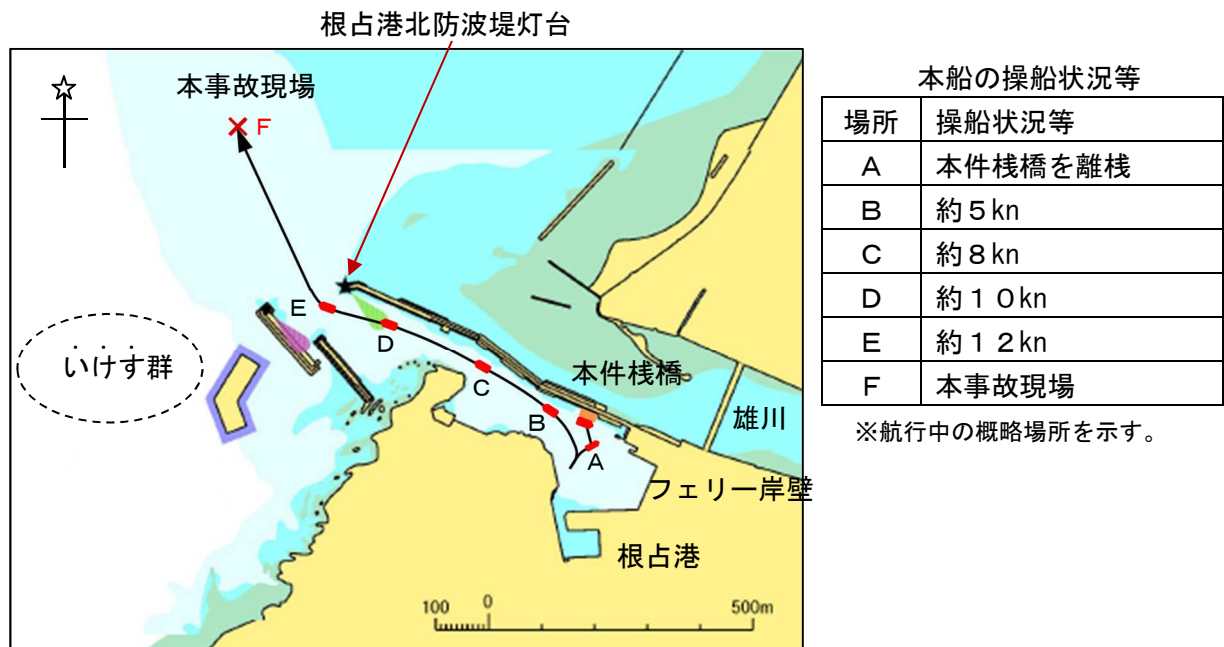 根占港北防波堤灯台
本事故現場
F
E
D
C
B
A
いけす群
本件桟橋
雄川
フェリー岸壁
根占港
100 0 500m
本船の操船状況等
場所 操船状況等
A 本件桟橋を離桟
B 約5kn
C 約8kn
D 約10kn
E 約12kn
F 本事故現場
※航行中の概略場所を示す。